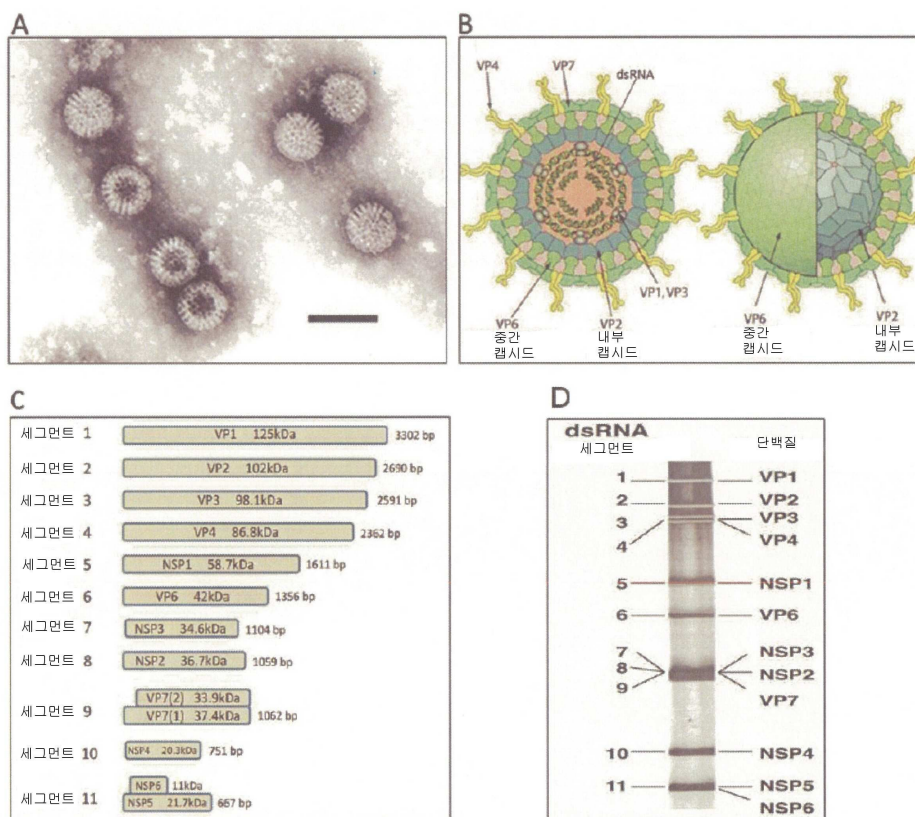 A
B
VP4
VP7
dsRNA
VP1, VP3
VP6
중간
캡시드
VP2
내부
캡시드
VP6
중간
캡시드
VP2
내부
캡시드
C
세그먼트 1
VP1 125kDa
3302 bp
세그먼트 2
VP2 102kDa
2690 bp
세그먼트 3
VP3 98.1kDa
2591 bp
세그먼트 4
VP4 86.8kDa
2362 bp
세그먼트 5
NSP1 58.7kDa
1611 bp
세그먼트 6
VP6 42kDa
1356 bp
세그먼트 7
NSP3 34.6kDa
1104 bp
세그먼트 8
NSP2 36.7kDa
1059 bp
세그먼트 9
VP7(2) 33.9kDa
VP7(1) 37.4kDa
1062 bp
세그먼트 10
NSP4 20.3kDa
751 bp
세그먼트 11
NSP6 11kDa
NSP5 21.7kDa
667 bp
D
dsRNA
세그먼트
단백질
1 VP1
2 VP2
3 VP3
4 VP4
5 NSP1
6 VP6
7 NSP3
8 NSP2
9 VP7
10 NSP4
11 NSP5
NSP6